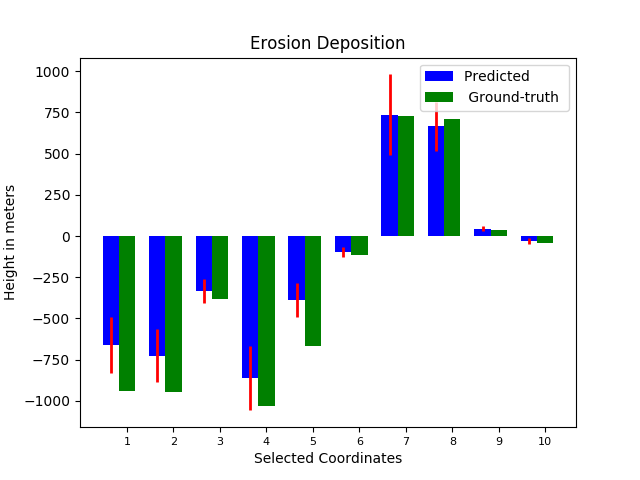 Erosion Deposition
Predicted
Ground-truth
Height in meters
1000
750
500
250
0
−250
−500
−750
−1000
1 2 3 4 5 6 7 8 9 10
Selected Coordinates